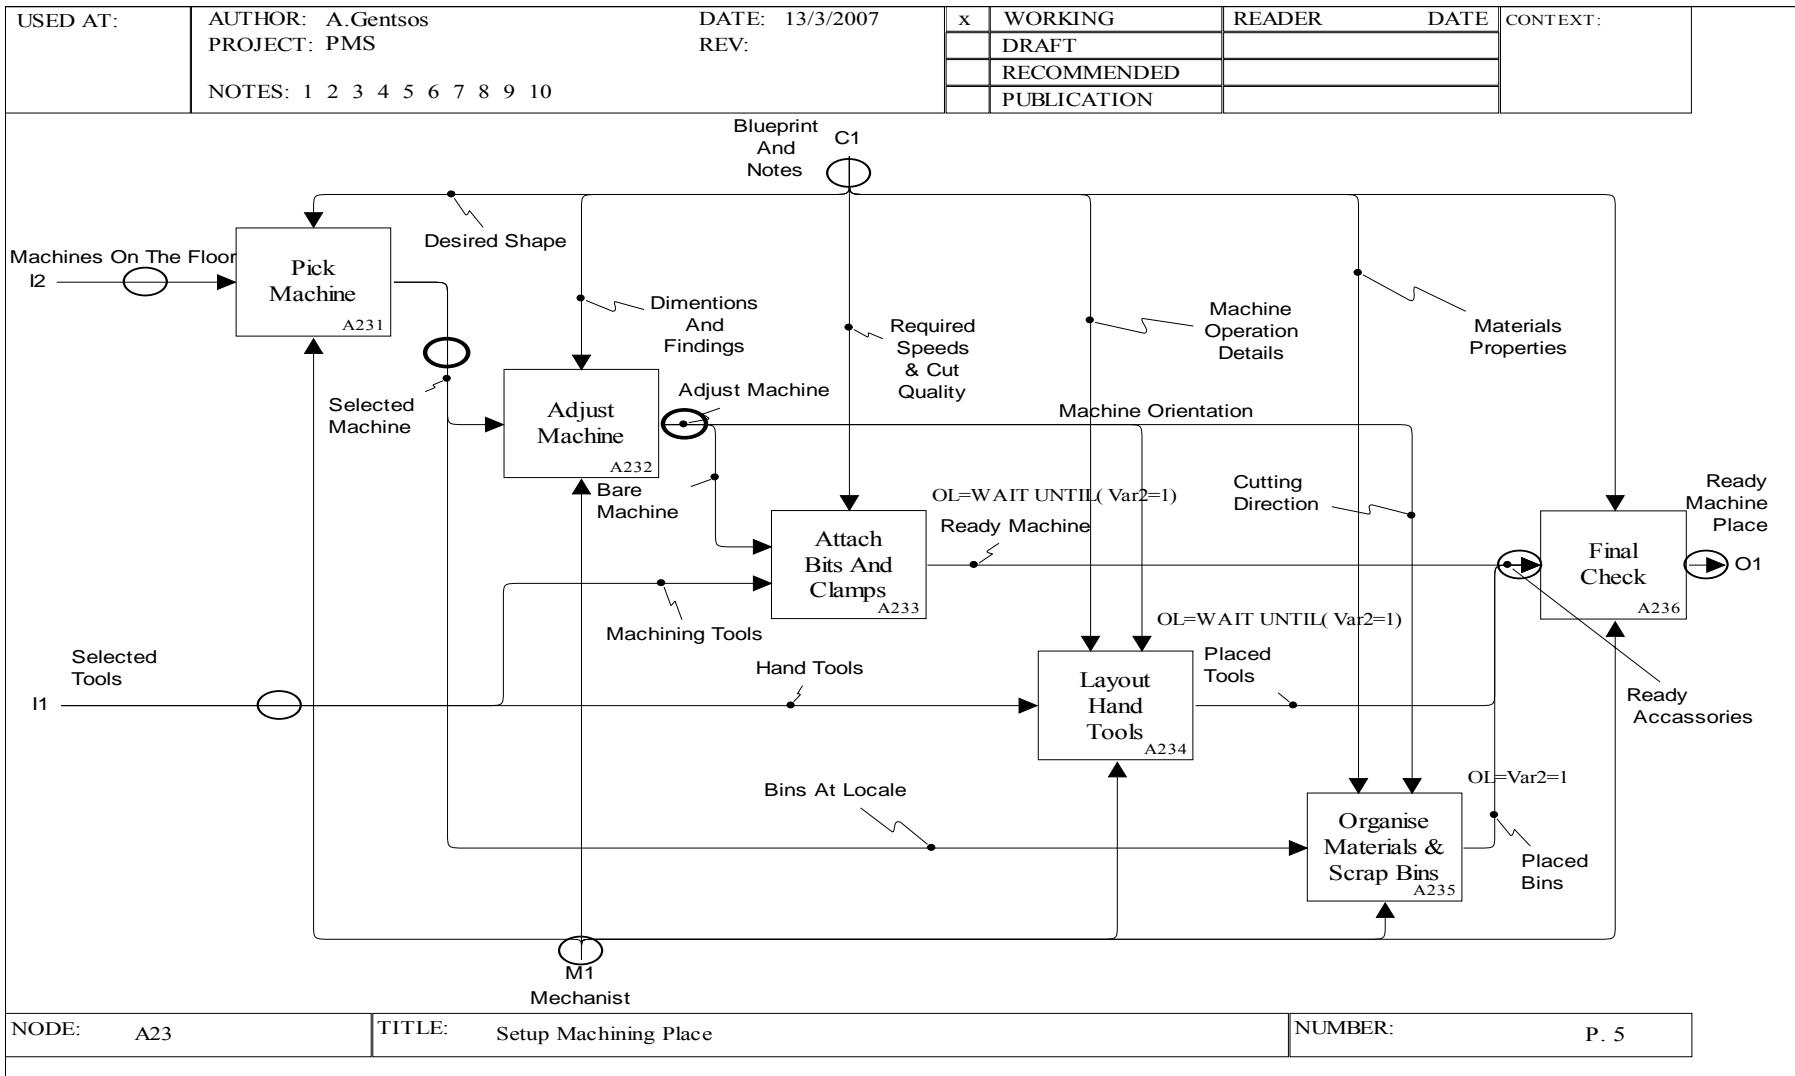 USED AT:
AUTHOR: A.Gentsos
DATE: 13/3/2007
PROJECT: PMS
REV:
NOTES: 1 2 3 4 5 6 7 8 9 10
x WORKING
DRAFT
RECOMMENDED
PUBLICATION
READER DATE
CONTEXT:
Blueprint
And
Notes
C1
Desired Shape
Machines On The Floor
I2
Pick
Machine
A231
Dimentions
And
Findings
Required
Speeds
& Cut
Quality
Machine
Operation
Details
Materials
Properties
Selected
Machine
Adjust
Machine
A232
Adjust Machine
Machine Orientation
Bare
Machine
OL=WAIT UNTIL( Var2=1)
Ready Machine
Cutting
Direction
Ready
Machine
Place
Attach
Bits And
Clamps
A233
Final
Check
A236
O1
Machining Tools
OL=WAIT UNTIL( Var2=1)
Selected
Tools
I1
Hand Tools
Layout
Hand
Tools
A234
Placed
Tools
Ready
Accassories
Bins At Locale
OL=Var2=1
Organise
Materials &
Scrap Bins
A235
Placed
Bins
M1
Mechanist
NODE: A23
TITLE: Setup Machining Place
NUMBER: P. 5